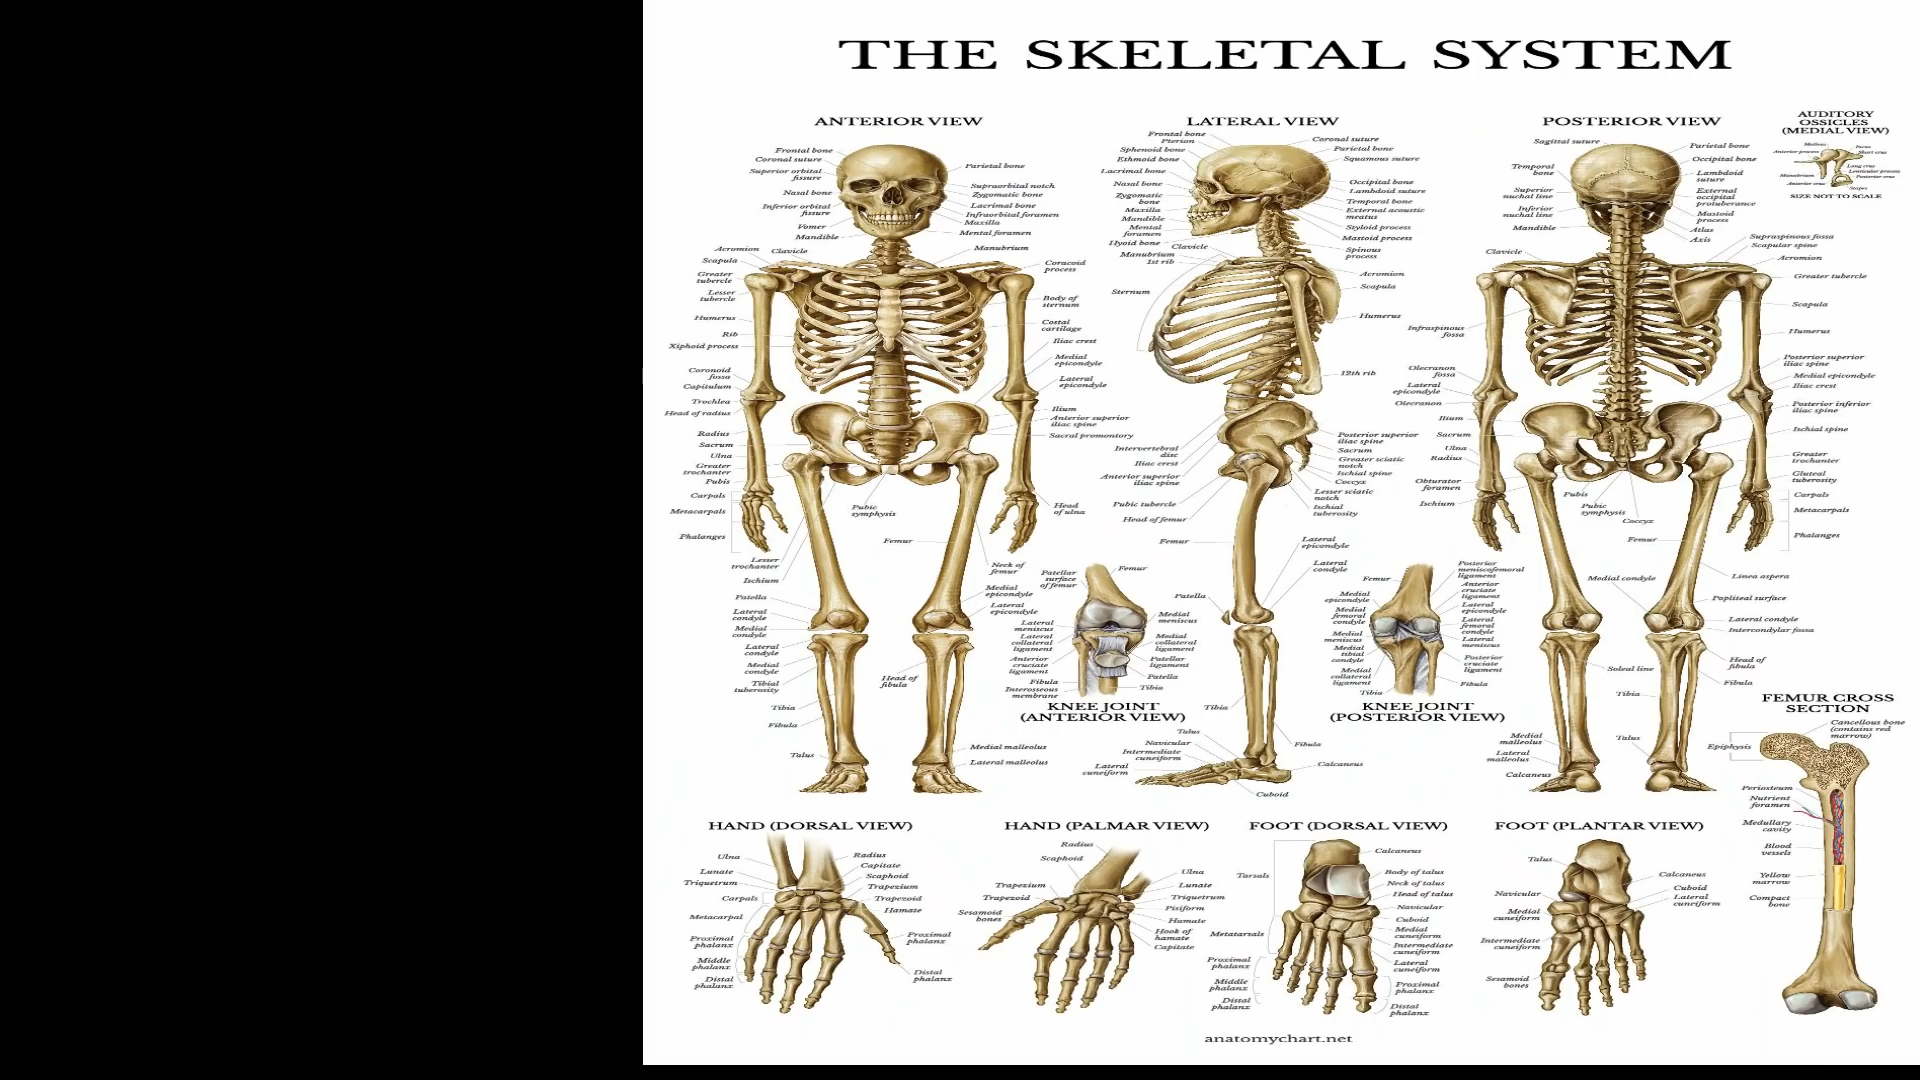 THE SKELETAL SYSTEM
ANTERIOR VIEW
Frontal bone
Coronal suture
Superior orbital
fissure
Nasal bone
Inferior orbital
fissure
Vomer
Mandible
Acromion
Clavicle
Scapula
Greater
tubercle
Lesser
tubercle
Humerus
Rib
Xiphoid process
Coronoid
fossa
Capitulum
Trochlea
Head of radius
Radius
Sacrum
Ulna
Greater
trochanter
Pubis
Carpals
Metacarpals
Phalanges
Lesser
trochanter
Ischium
Patella
Lateral
condyle
Medial
condyle
Lateral
condyle
Medial
condyle
Tibial
tuberosity
Tibia
Fibula
Talus
Parietal bone
Supraorbital notch
Zygomatic bone
Lacrimal bone
Infraorbital foramen
Maxilla
Mental foramen
Manubrium
Coracoid
process
Body of
sternum
Costal
cartilage
Iliac crest
Medial
epicondyle
Lateral
epicondyle
Ilium
Anterior superior
iliac spine
Sacral promontory
Head
of ulna
Pubic
symphysis
Femur
Neck of
femur
Medial
epicondyle
Lateral
epicondyle
Head of
fibula
Medial malleolus
Lateral malleolus
LATERAL VIEW
Frontal bone
Pterion
Sphenoid bone
Ethmoid bone
Lacrimal bone
Nasal bone
Zygomatic
bone
Maxilla
Mandible
Mental
foramen
Hyoid bone
Clavicle
Manubrium
1st rib
Sternum
Coronal suture
Parietal bone
Squamous suture
Occipital bone
Lambdoid suture
Temporal bone
External acoustic
meatus
Styloid process
Mastoid process
Spinous
process
Acromion
Scapula
Humerus
12th rib
Intervertebral
disc
Iliac crest
Anterior superior
iliac spine
Pubic tubercle
Head of femur
Femur
Posterior superior
iliac spine
Sacrum
Greater sciatic
notch
Ischial spine
Coccyx
Lesser sciatic
notch
Ischial
tuberosity
Lateral
epicondyle
Lateral
condyle
Patella
Tibia
Fibula
Talus
Navicular
Intermediate
cuneiform
Lateral
cuneiform
Calcaneus
Cuboid
POSTERIOR VIEW
Sagittal suture
Temporal
bone
Superior
nuchal line
Inferior
nuchal line
Mandible
Clavicle
Infraspinous
fossa
Olecranon
fossa
Lateral
epicondyle
Olecranon
Ilium
Sacrum
Ulna
Radius
Obturator
foramen
Ischium
Parietal bone
Occipital bone
Lambdoid
suture
External
occipital
protuberance
Mastoid
process
Atlas
Axis
Supraspinous fossa
Scapular spine
Acromion
Greater tubercle
Scapula
Humerus
Posterior superior
iliac spine
Medial epicondyle
Iliac crest
Posterior inferior
iliac spine
Ischial spine
Greater
trochanter
Gluteal
tuberosity
Carpals
Metacarpals
Phalanges
Pubis
Pubic
symphysis
Coccyx
Femur
Medial condyle
Linea aspera
Popliteal surface
Lateral condyle
Intercondylar fossa
Soleal line
Head of
fibula
Fibula
Tibia
Talus
Medial
malleolus
Lateral
malleolus
Calcaneus
AUDITORY
OSSICLES
(MEDIAL VIEW)
Malleus
Anterior process
Manubrium
Anterior crus
Incus
Short crus
Long crus
Lenticular process
Posterior crus
Stapes
SIZE NOT TO SCALE
Patellar
surface
of femur
Femur
Lateral
meniscus
Lateral
collateral
ligament
Anterior
cruciate
ligament
Fibula
Interosseous
membrane
Medial
meniscus
Medial
collateral
ligament
Patellar
ligament
Patella
Tibia
KNEE JOINT
(ANTERIOR VIEW)
Femur
Medial
epicondyle
Medial
femoral
condyle
Medial
meniscus
Medial
tibial
condyle
Medial
collateral
ligament
Tibia
Posterior
meniscofemoral
ligament
Anterior
cruciate
ligament
Lateral
epicondyle
Lateral
femoral
condyle
Lateral
meniscus
Posterior
cruciate
ligament
Fibula
KNEE JOINT
(POSTERIOR VIEW)
FEMUR CROSS
SECTION
Cancellous bone
(contains red
marrow)
Epiphysis
Periosteum
Nutrient
foramen
Medullary
cavity
Blood
vessels
Yellow
marrow
Compact
bone
HAND (DORSAL VIEW)
Ulna
Lunate
Triquetrum
Carpals
Metacarpal
Proximal
phalanx
Middle
phalanx
Distal
phalanx
Radius
Capitate
Scaphoid
Trapezium
Trapezoid
Hamate
Proximal
phalanx
Distal
phalanx
HAND (PALMAR VIEW)
Radius
Scaphoid
Trapezium
Trapezoid
Sesamoid
bones
Ulna
Lunate
Triquetrum
Pisiform
Hamate
Hook of
hamate
Capitate
FOOT (DORSAL VIEW)
Tarsals
Metatarsals
Proximal
phalanx
Middle
phalanx
Distal
phalanx
Calcaneus
Body of talus
Neck of talus
Head of talus
Navicular
Cuboid
Medial
cuneiform
Intermediate
cuneiform
Lateral
cuneiform
Proximal
phalanx
Distal
phalanx
FOOT (PLANTAR VIEW)
Talus
Navicular
Medial
cuneiform
Intermediate
cuneiform
Sesamoid
bones
Calcaneus
Cuboid
Lateral
cuneiform
anatomychart.net